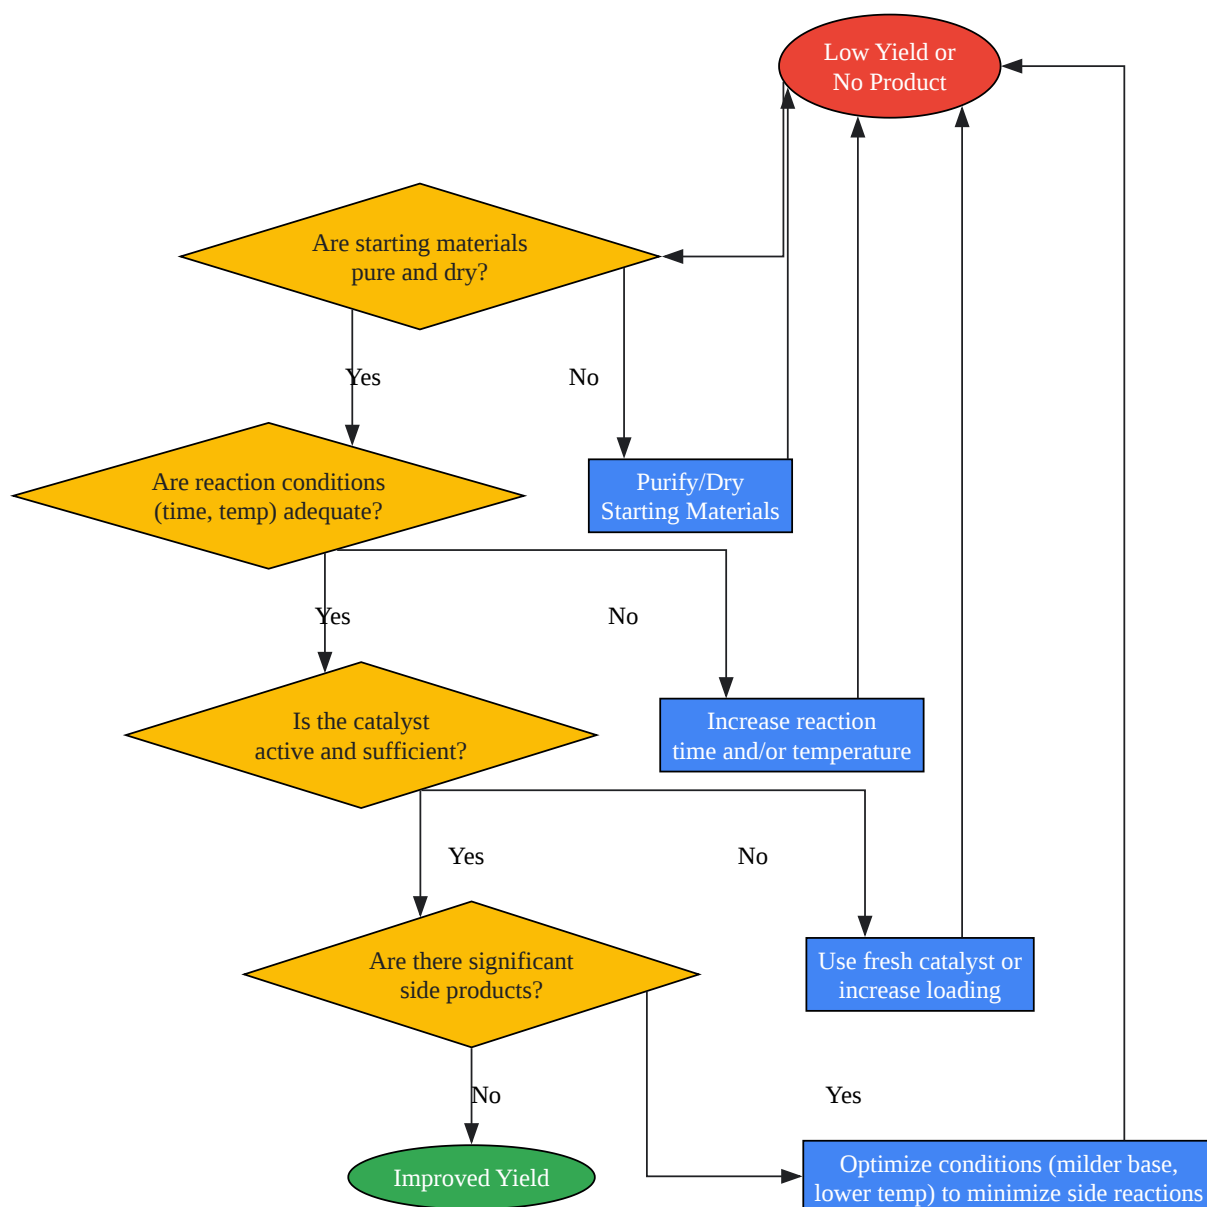 Low Yield or
No Product
Are starting materials
pure and dry?
Yes
No
Are reaction conditions
(time, temp) adequate?
Purify/Dry
Starting Materials
Yes
No
Is the catalyst
active and sufficient?
Increase reaction
time and/or temperature
Yes
No
Are there significant
side products?
Use fresh catalyst or
increase loading
No
Yes
Improved Yield
Optimize conditions (milder base,
lower temp) to minimize side reactions